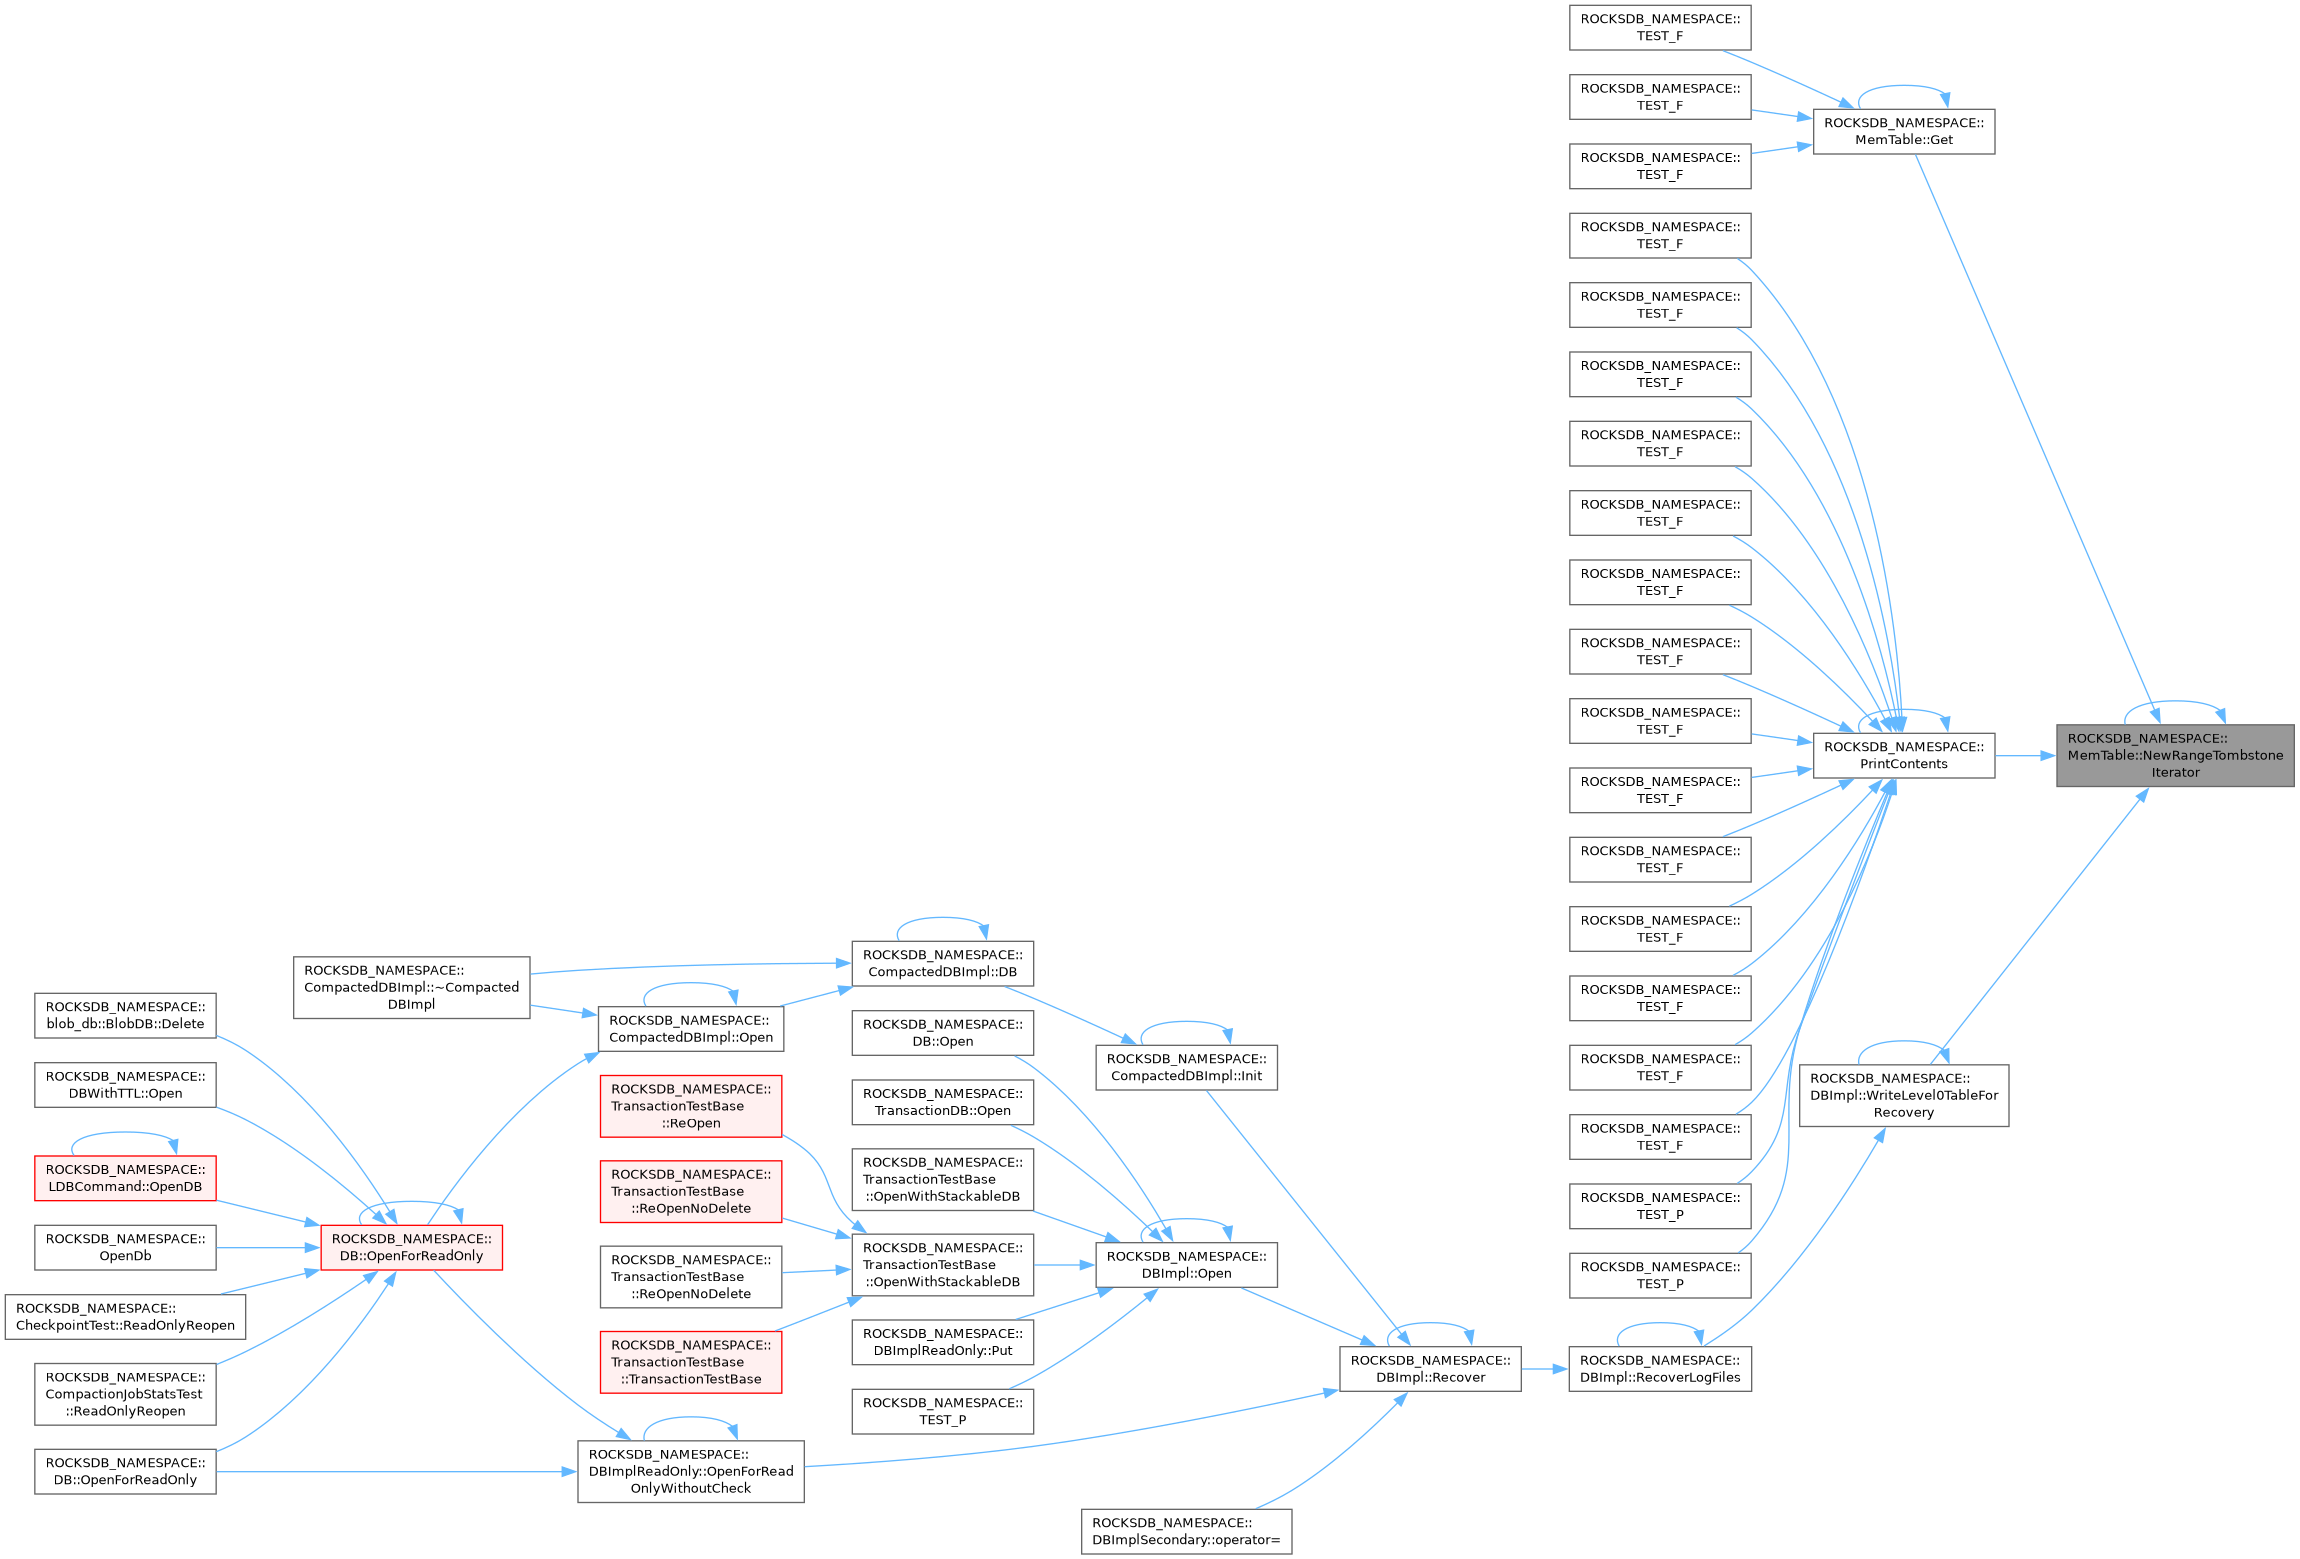 ROCKSDB_NAMESPACE::
TEST_F
ROCKSDB_NAMESPACE::
TEST_F
ROCKSDB_NAMESPACE::
MemTable::Get
ROCKSDB_NAMESPACE::
TEST_F
ROCKSDB_NAMESPACE::
TEST_F
ROCKSDB_NAMESPACE::
TEST_F
ROCKSDB_NAMESPACE::
TEST_F
ROCKSDB_NAMESPACE::
TEST_F
ROCKSDB_NAMESPACE::
TEST_F
ROCKSDB_NAMESPACE::
TEST_F
ROCKSDB_NAMESPACE::
TEST_F
ROCKSDB_NAMESPACE::
TEST_F
ROCKSDB_NAMESPACE::
PrintContents
ROCKSDB_NAMESPACE::
MemTable::NewRangeTombstone
Iterator
ROCKSDB_NAMESPACE::
TEST_F
ROCKSDB_NAMESPACE::
TEST_F
ROCKSDB_NAMESPACE::
TEST_F
ROCKSDB_NAMESPACE::
TEST_F
ROCKSDB_NAMESPACE::
TEST_F
ROCKSDB_NAMESPACE::
TEST_F
ROCKSDB_NAMESPACE::
TEST_P
ROCKSDB_NAMESPACE::
TEST_P
ROCKSDB_NAMESPACE::
DBImpl::WriteLevel0TableFor
Recovery
ROCKSDB_NAMESPACE::
DBImpl::RecoverLogFiles
ROCKSDB_NAMESPACE::
DBImpl::Recover
ROCKSDB_NAMESPACE::
CompactedDBImpl::Init
ROCKSDB_NAMESPACE::
CompactedDBImpl::DB
ROCKSDB_NAMESPACE::
CompactedDBImpl::~Compacted
DBImpl
ROCKSDB_NAMESPACE::
CompactedDBImpl::Open
ROCKSDB_NAMESPACE::
DB::OpenForReadOnly
ROCKSDB_NAMESPACE::
blob_db::BlobDB::Delete
ROCKSDB_NAMESPACE::
DBWithTTL::Open
ROCKSDB_NAMESPACE::
LDBCommand::OpenDB
ROCKSDB_NAMESPACE::
OpenDb
ROCKSDB_NAMESPACE::
CheckpointTest::ReadOnlyReopen
ROCKSDB_NAMESPACE::
CompactionJobStatsTest
::ReadOnlyReopen
ROCKSDB_NAMESPACE::
DB::OpenForReadOnly
ROCKSDB_NAMESPACE::
DBImpl::Open
ROCKSDB_NAMESPACE::
DB::Open
ROCKSDB_NAMESPACE::
TransactionDB::Open
ROCKSDB_NAMESPACE::
TransactionTestBase
::OpenWithStackableDB
ROCKSDB_NAMESPACE::
TransactionTestBase
::OpenWithStackableDB
ROCKSDB_NAMESPACE::
TransactionTestBase
::ReOpen
ROCKSDB_NAMESPACE::
TransactionTestBase
::ReOpenNoDelete
ROCKSDB_NAMESPACE::
TransactionTestBase
::ReOpenNoDelete
ROCKSDB_NAMESPACE::
TransactionTestBase
::TransactionTestBase
ROCKSDB_NAMESPACE::
DBImplReadOnly::Put
ROCKSDB_NAMESPACE::
TEST_P
ROCKSDB_NAMESPACE::
DBImplReadOnly::OpenForRead
OnlyWithoutCheck
ROCKSDB_NAMESPACE::
DBImplSecondary::operator=